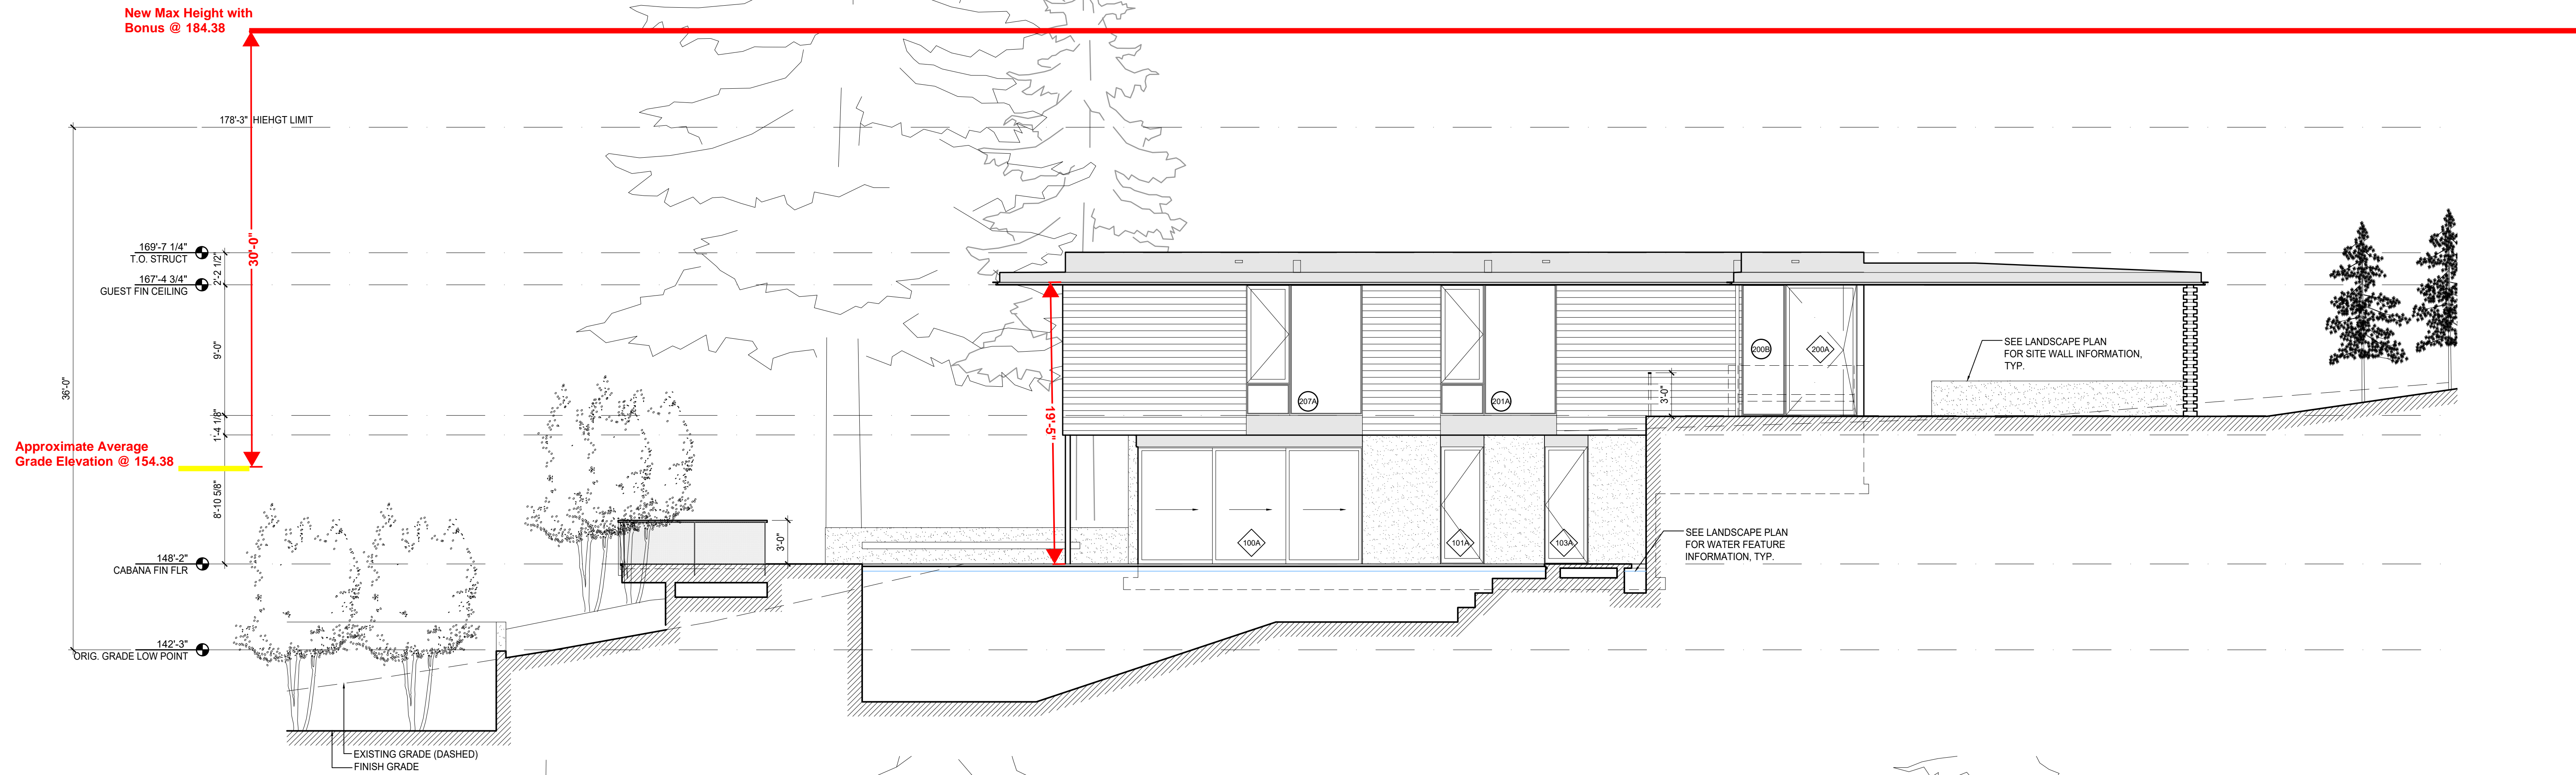 New Max Height with
Bonus @ 184.38
178'-3" HIEHGT LIMIT
169'-7 1/4"
T.O. STRUCT
2'-2 1/2"
30'-0"
167'-4 3/4"
GUEST FIN CEILING
9'-0"
36'-0"
1'-4 1/8"
Approximate Average
Grade Elevation @ 154.38
8'-10 5/8"
148'-2"
CABANA FIN FLR
142'-3"
ORIG. GRADE LOW POINT
EXISTING GRADE (DASHED)
FINISH GRADE
3'-0"
19'-5"
207A
201A
200B
200A
3'-0"
SEE LANDSCAPE PLAN
FOR SITE WALL INFORMATION,
TYP.
100A
101A
103A
SEE LANDSCAPE PLAN
FOR WATER FEATURE
INFORMATION, TYP.